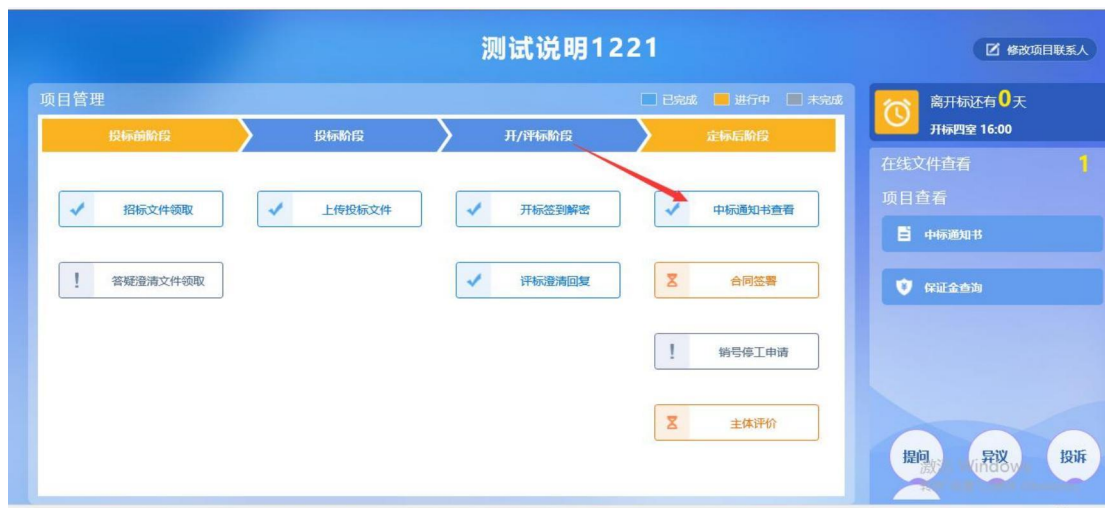 测试说明1221
修改项目联系人
项目管理
已完成 进行中 未完成
投标前阶段 投标阶段 开/评标阶段 定标后阶段
招标文件领取 上传投标文件 开标签到解密 中标通知书查看
答疑澄清文件领取 评标澄清回复 合同签署
销号停工申请
主体评价
离开标还有0天
开标四室 16:00
在线文件查看 1
项目查看
中标通知书
保证金查询
提问 异议 投诉
激活 Windows